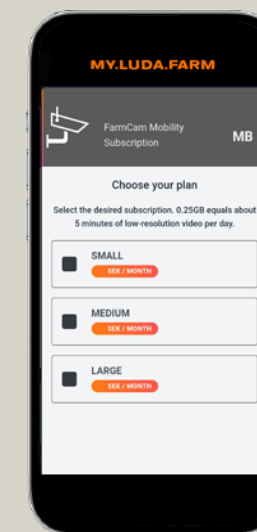 MY.LUDA.FARM
FarmCam Mobility
Subscription
MB
Choose your plan
Select the desired subscription. 0.25GB equals about
5 minutes of low-resolution video per day.
SMALL
SEK / MONTH
MEDIUM
SEK / MONTH
LARGE
SEK / MONTH